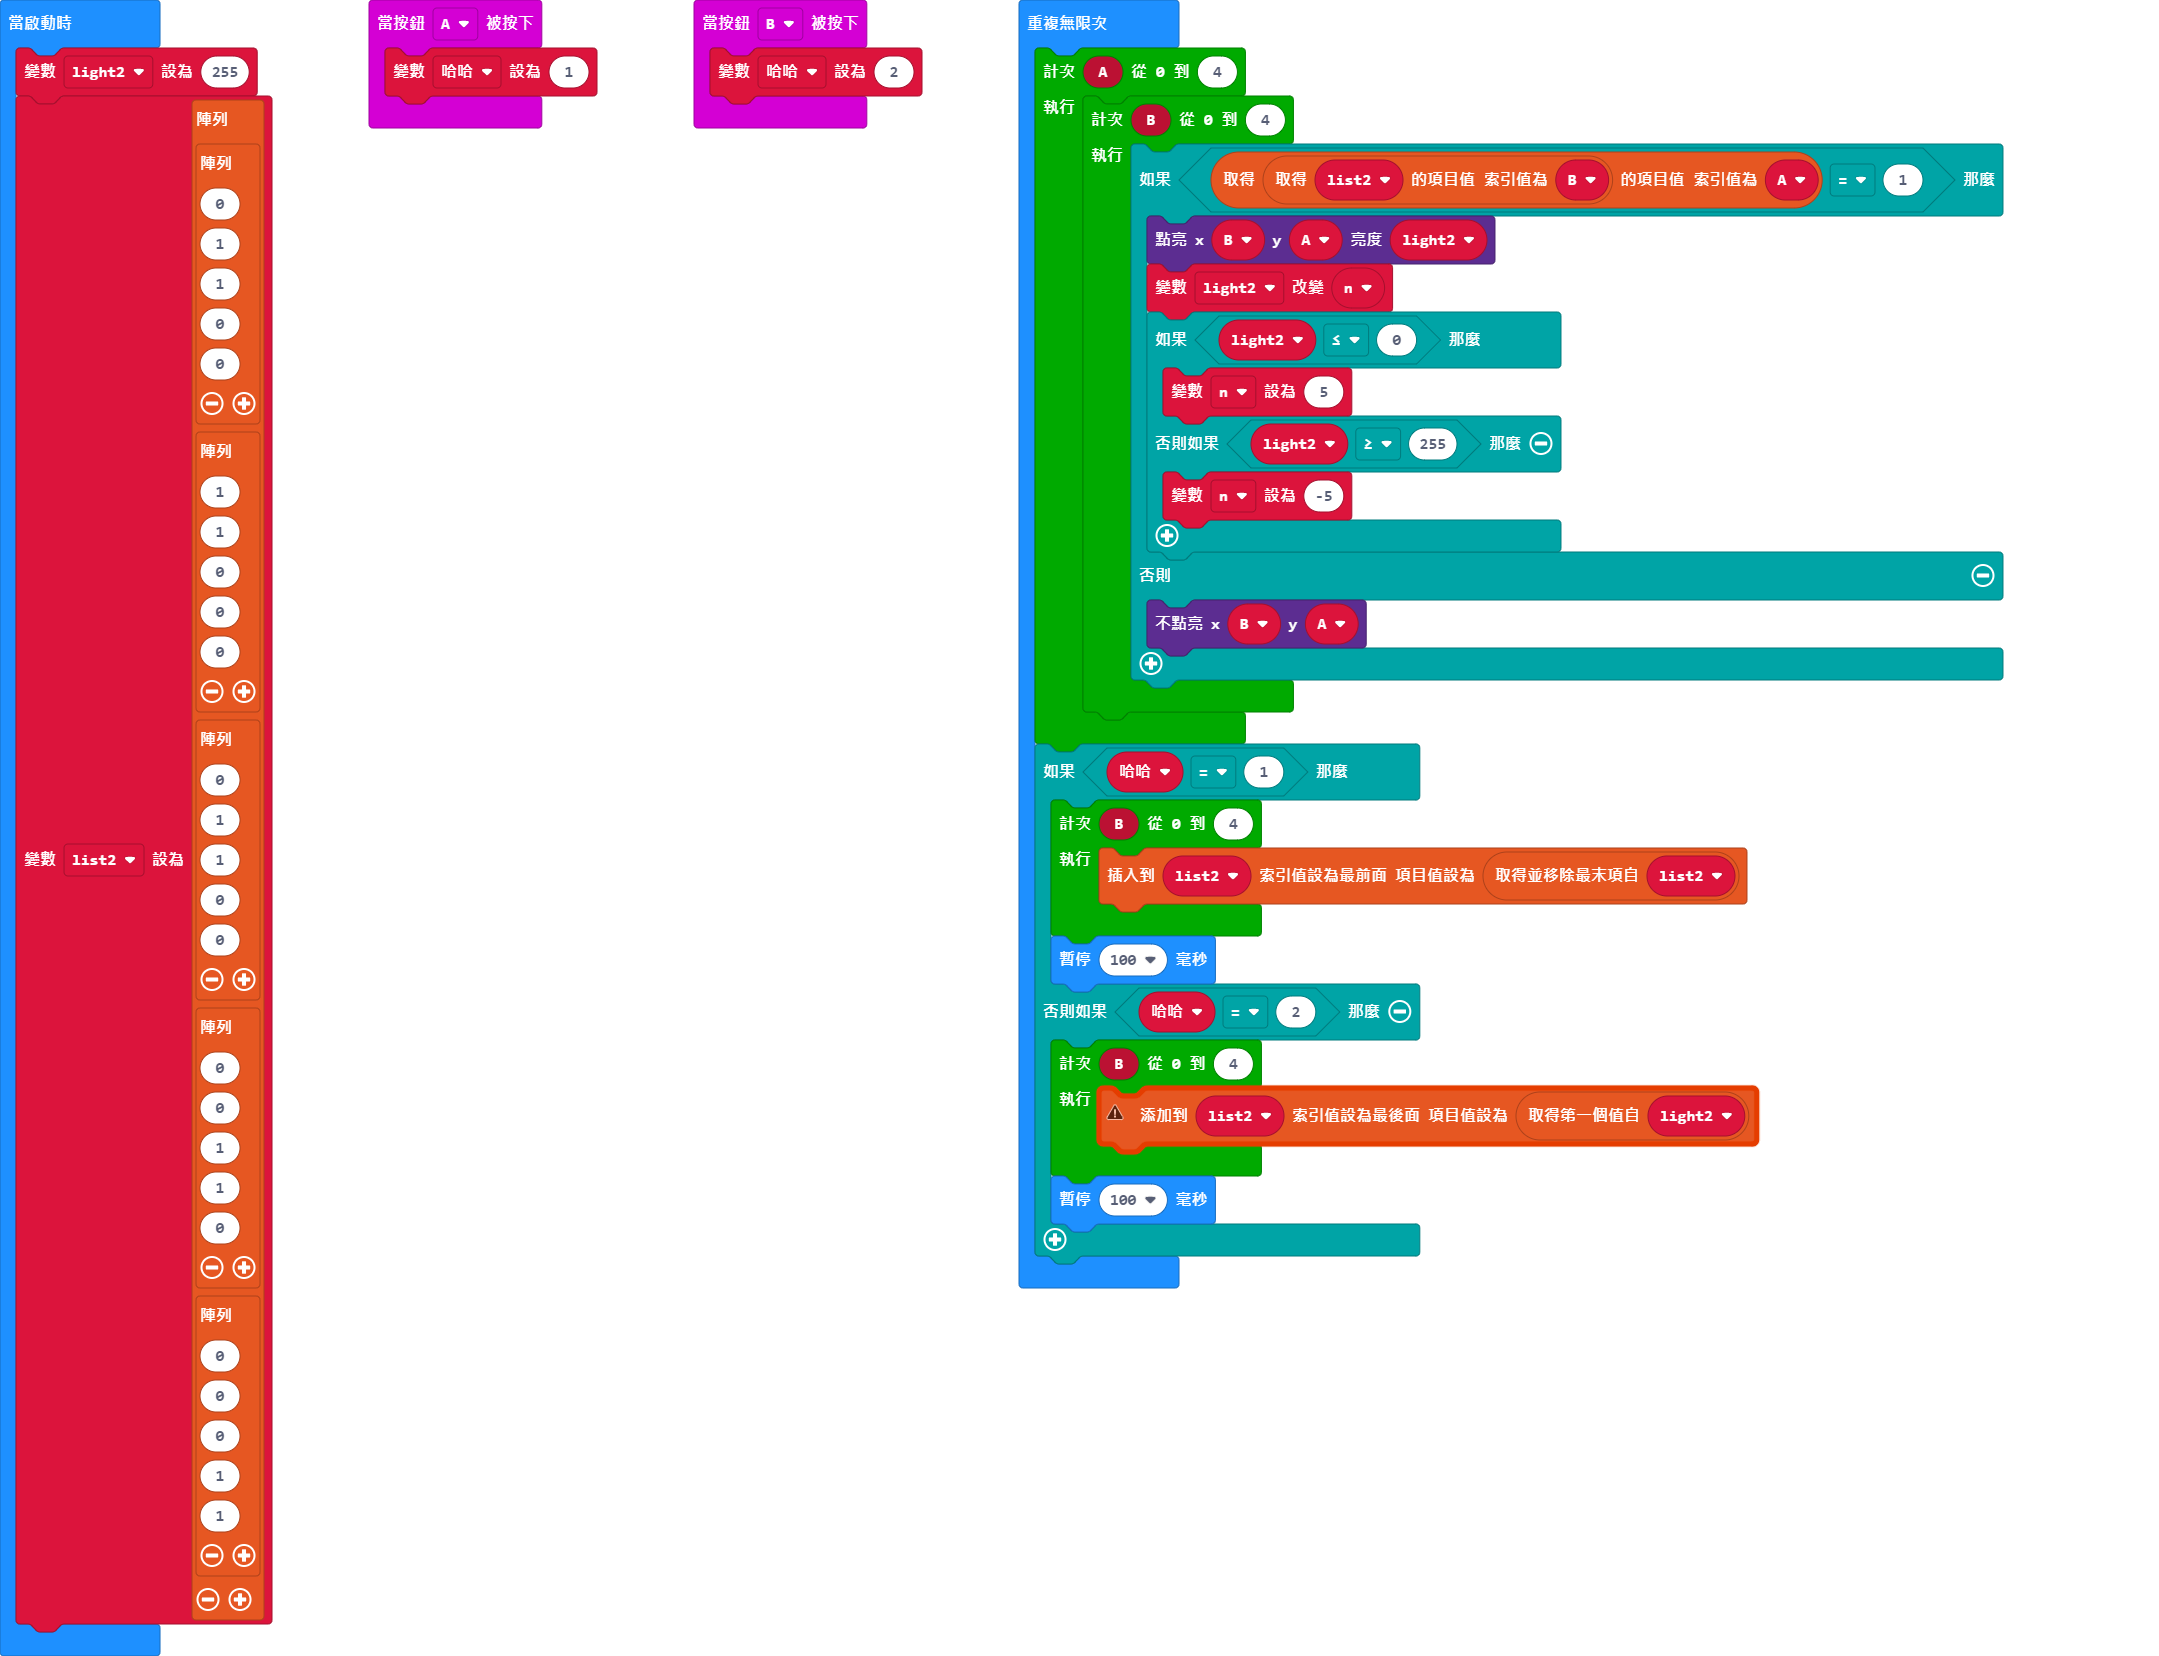 當啟動時
變數 light2 設為 255
變數 list2 設為
陣列
陣列
0
1
1
0
0
陣列
1
1
0
0
0
陣列
0
1
1
0
0
陣列
0
0
1
1
0
陣列
0
0
0
1
1
當按鈕 A 被按下
變數 哈哈 設為 1
當按鈕 B 被按下
變數 哈哈 設為 2
重複無限次
計次 A 從 0 到 4
執行
計次 B 從 0 到 4
執行
如果 取得 取得 list2 的項目值 索引值為 B 的項目值 索引值為 A = 1 那麼
點亮 x B y A 亮度 light2
變數 light2 改變 n
如果 light2 ≤ 0 那麼
變數 n 設為 5
否則如果 light2 ≥ 255 那麼
變數 n 設為 -5
否則
不點亮 x B y A
如果 哈哈 = 1 那麼
計次 B 從 0 到 4
執行
插入到 list2 索引值設為最前面 項目值設為 取得並移除最末項自 list2
暫停 100 毫秒
否則如果 哈哈 = 2 那麼
計次 B 從 0 到 4
執行
添加到 list2 索引值設為最後面 項目值設為 取得第一個值自 light2
暫停 100 毫秒